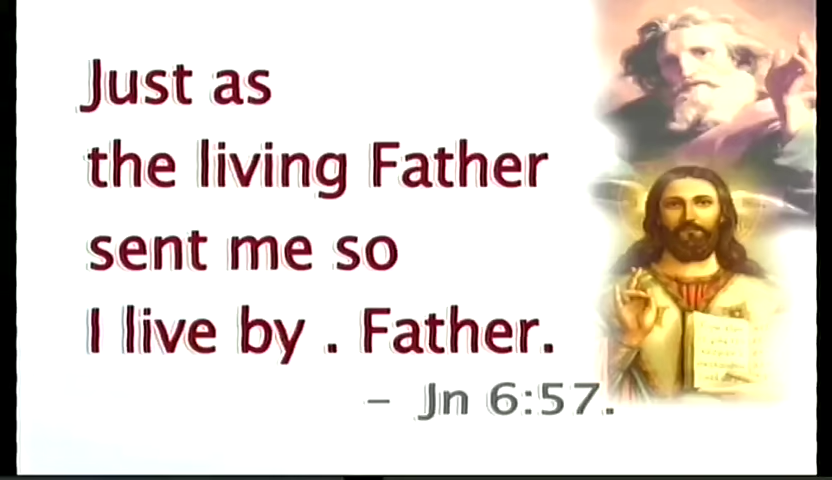 Just as
the living Father
sent me so
I live by . Father.
– Jn 6:57.